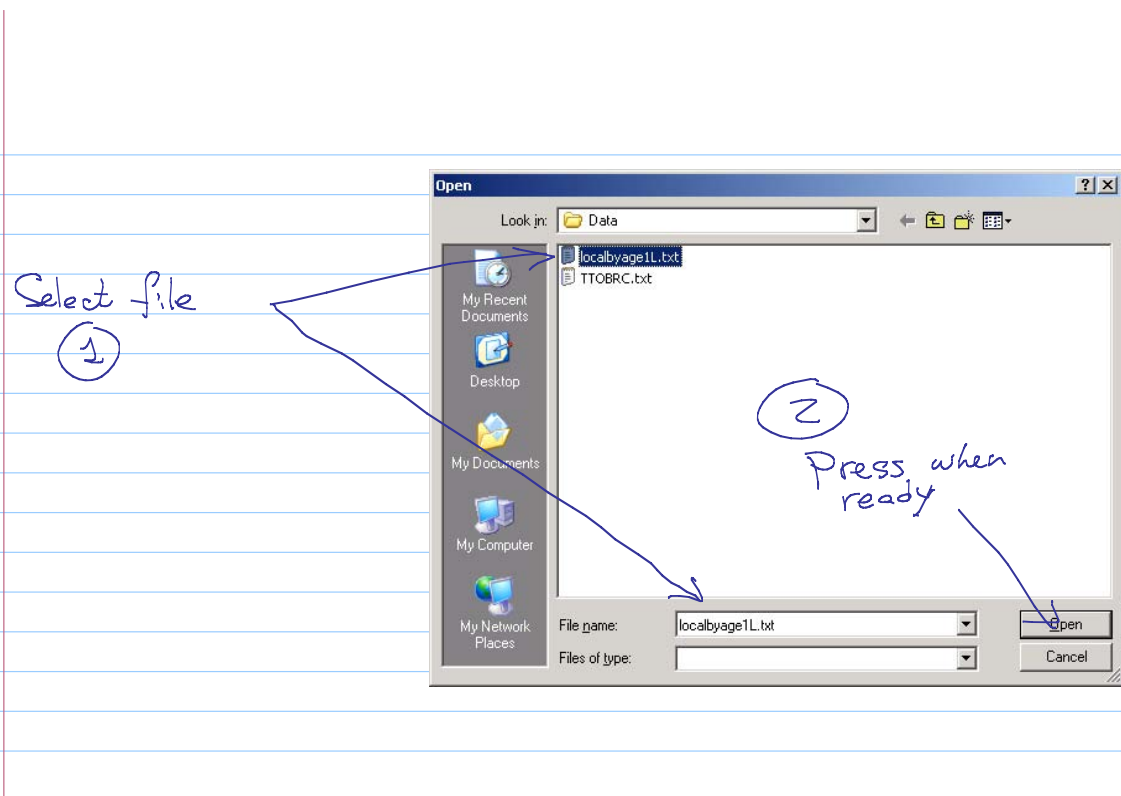 Open
Look in: Data
localbyage1L.txt
TTOBRC.txt
My Recent
Documents
Desktop
My Documents
My Computer
My Network
Places
Select file
1
2
Press when
ready
File name: localbyage1L.txt Open
Files of type: Cancel